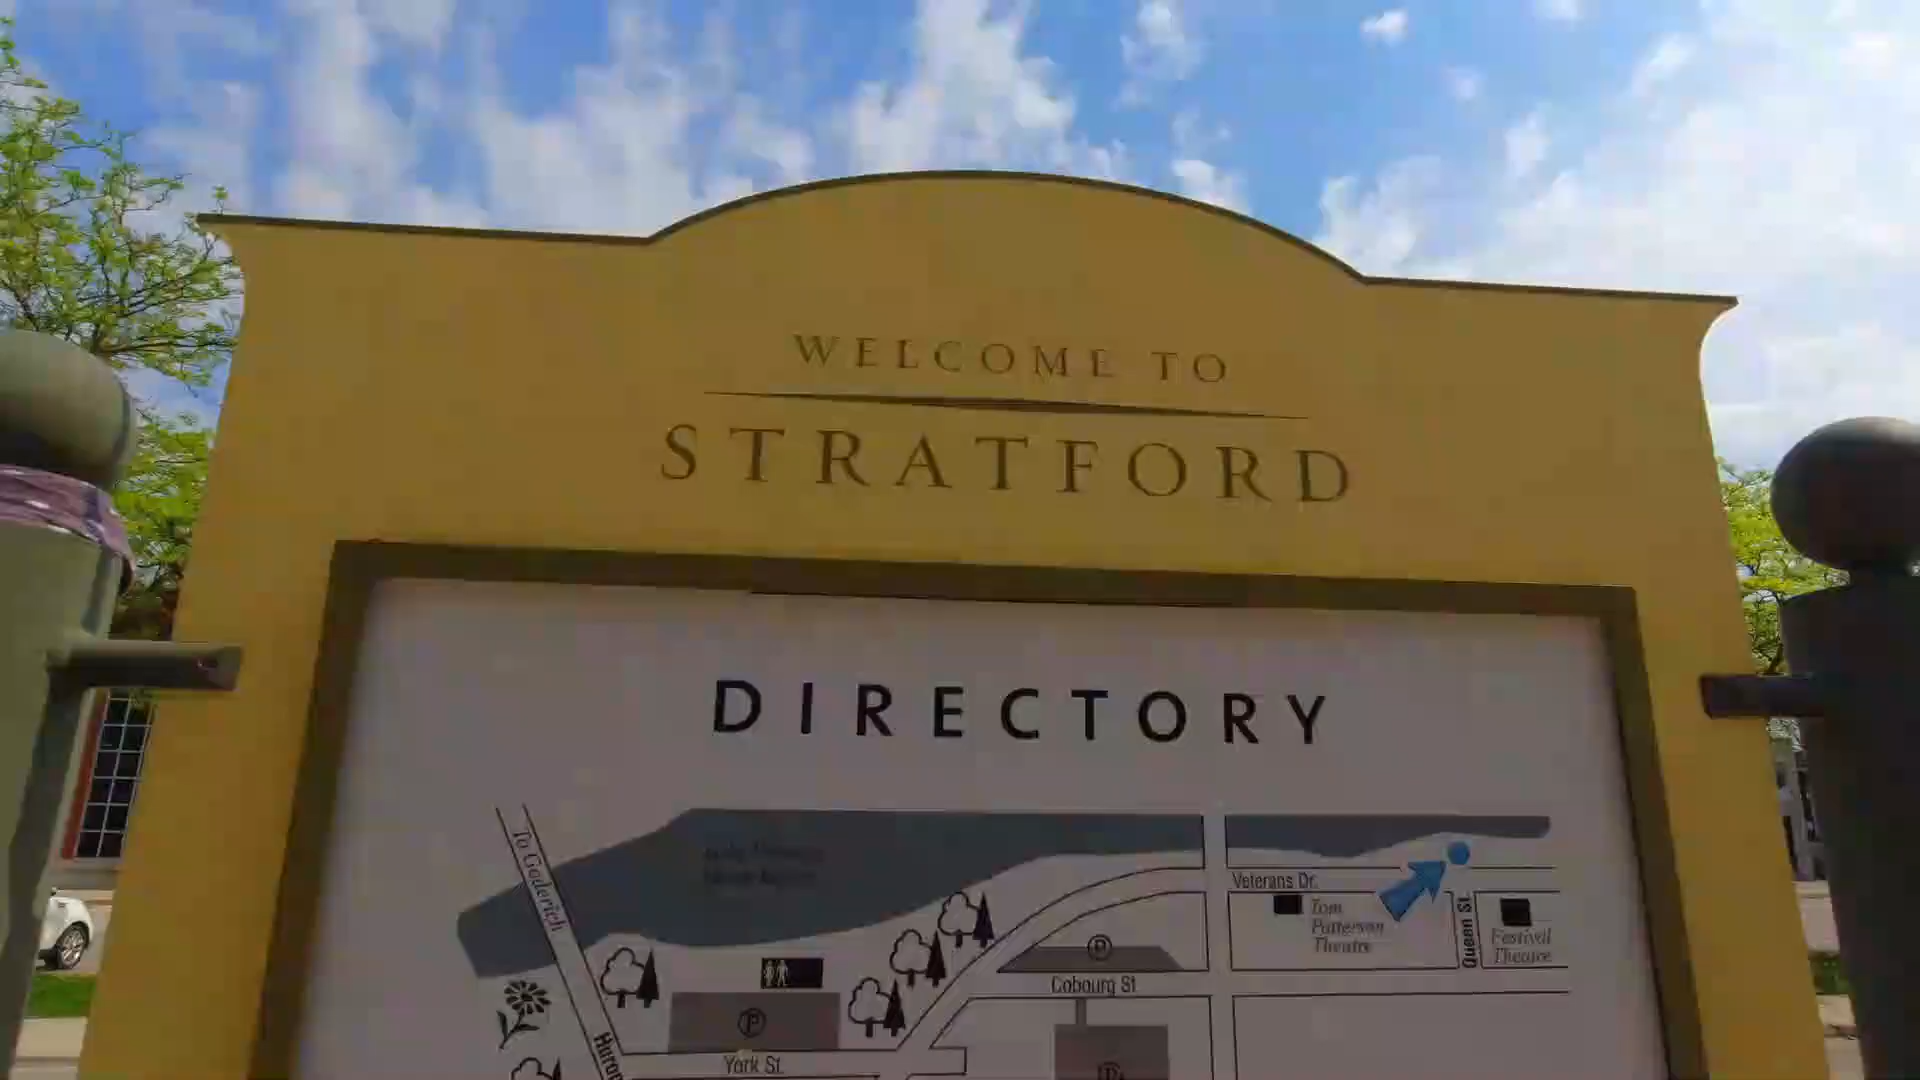 WELCOME TO
STRATFORD
DIRECTORY
To Goderich
Veterans Dr.
Tom
Patterson
Theatre
Queen St.
Festival
Theatre
P
Cobourg St
P
York St.
Huron